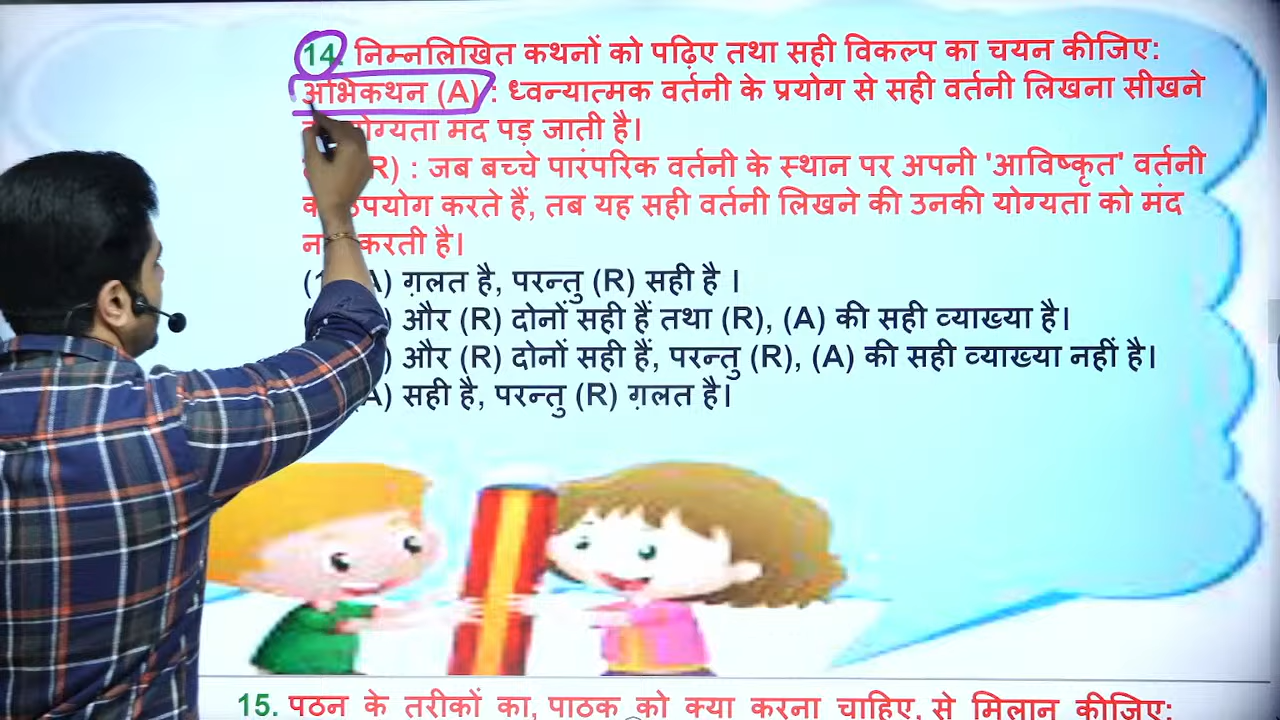 14. निम्नलिखित कथनों को पढ़िए तथा सही विकल्प का चयन कीजिए:
अभिकथन (A) : ध्वन्यात्मक वर्तनी के प्रयोग से सही वर्तनी लिखना सीखने
योग्यता मंद पड़ जाती है।
(R) : जब बच्चे पारंपरिक वर्तनी के स्थान पर अपनी 'आविष्कृत' वर्तनी
उपयोग करते हैं, तब यह सही वर्तनी लिखने की उनकी योग्यता को मंद
करती है।
(A) ग़लत है, परन्तु (R) सही है ।
और (R) दोनों सही हैं तथा (R), (A) की सही व्याख्या है।
और (R) दोनों सही हैं, परन्तु (R), (A) की सही व्याख्या नहीं है।
(A) सही है, परन्तु (R) ग़लत है।
15. पठन के तरीकों का, पाठक को क्या करना चाहिए, से मिलान कीजिए: